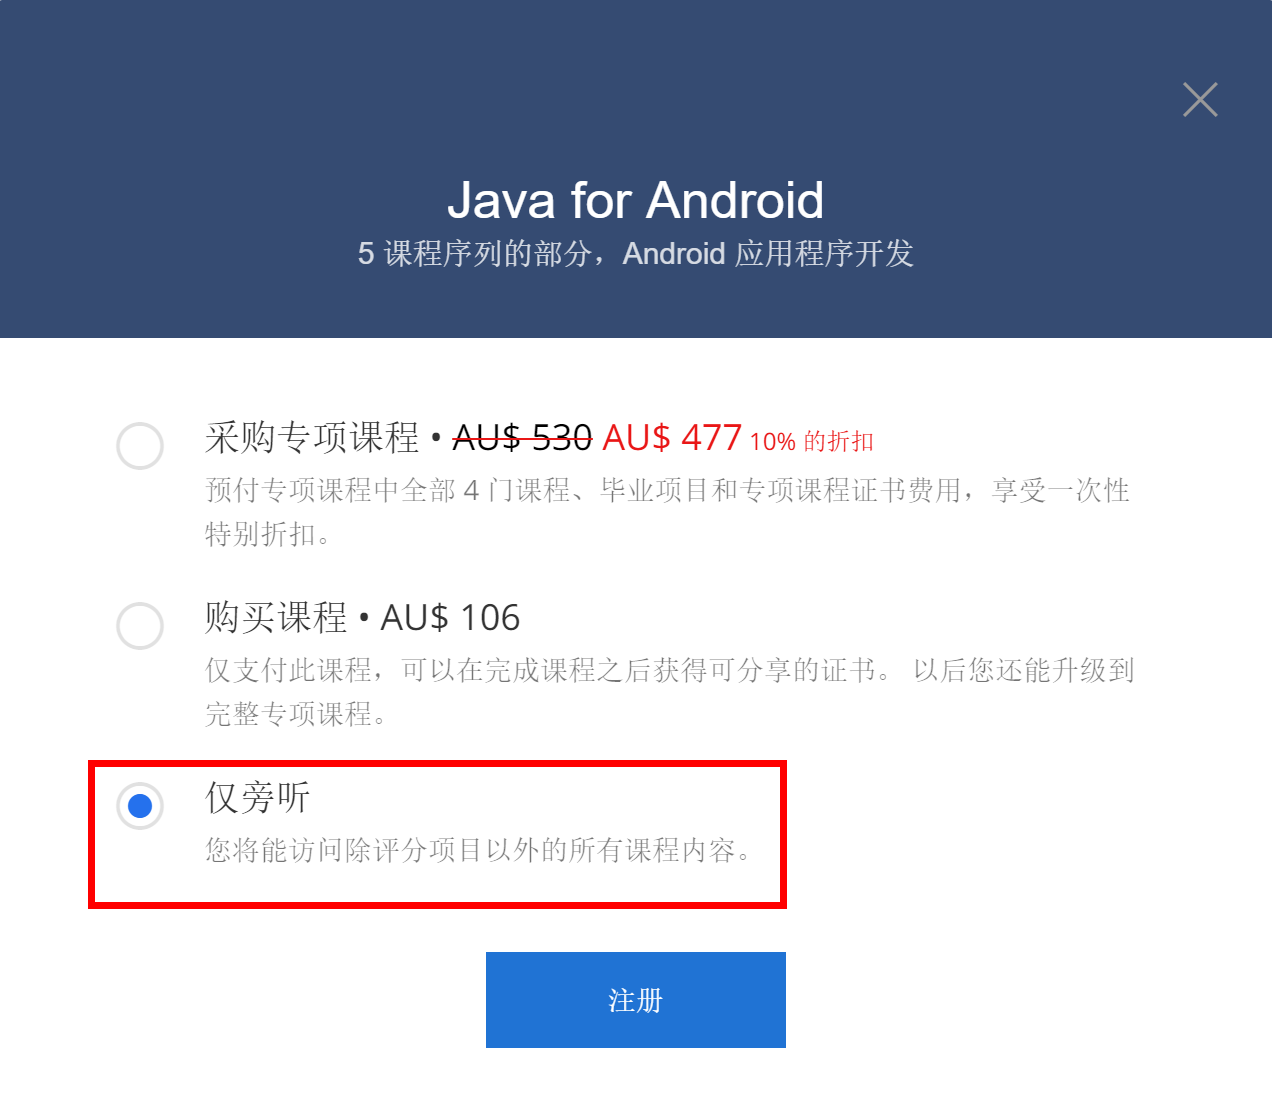 Java for Android
5 课程序列的部分，Android 应用程序开发
采购专项课程 • AU$ 530 AU$ 477 10% 的折扣
预付专项课程中全部 4 门课程、毕业项目和专项课程证书费用，享受一次性
特别折扣。
购买课程 • AU$ 106
仅支付此课程，可以在完成课程之后获得可分享的证书。 以后您还能升级到
完整专项课程。
仅旁听
您将能访问除评分项目以外的所有课程内容。
注册